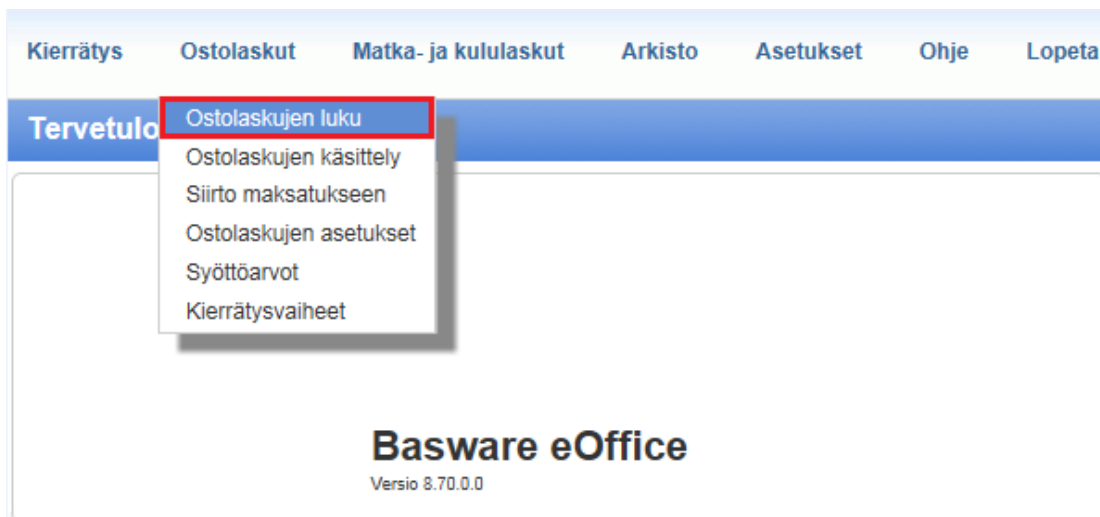 Kierrätys Ostolaskut Matka- ja kululaskut Arkisto Asetukset Ohje Lopeta
Tervetulo
Ostolaskujen luku
Ostolaskujen käsittely
Siirto maksatukseen
Ostolaskujen asetukset
Syöttöarvot
Kierrätysvaiheet
Basware eOffice
Versio 8.70.0.0